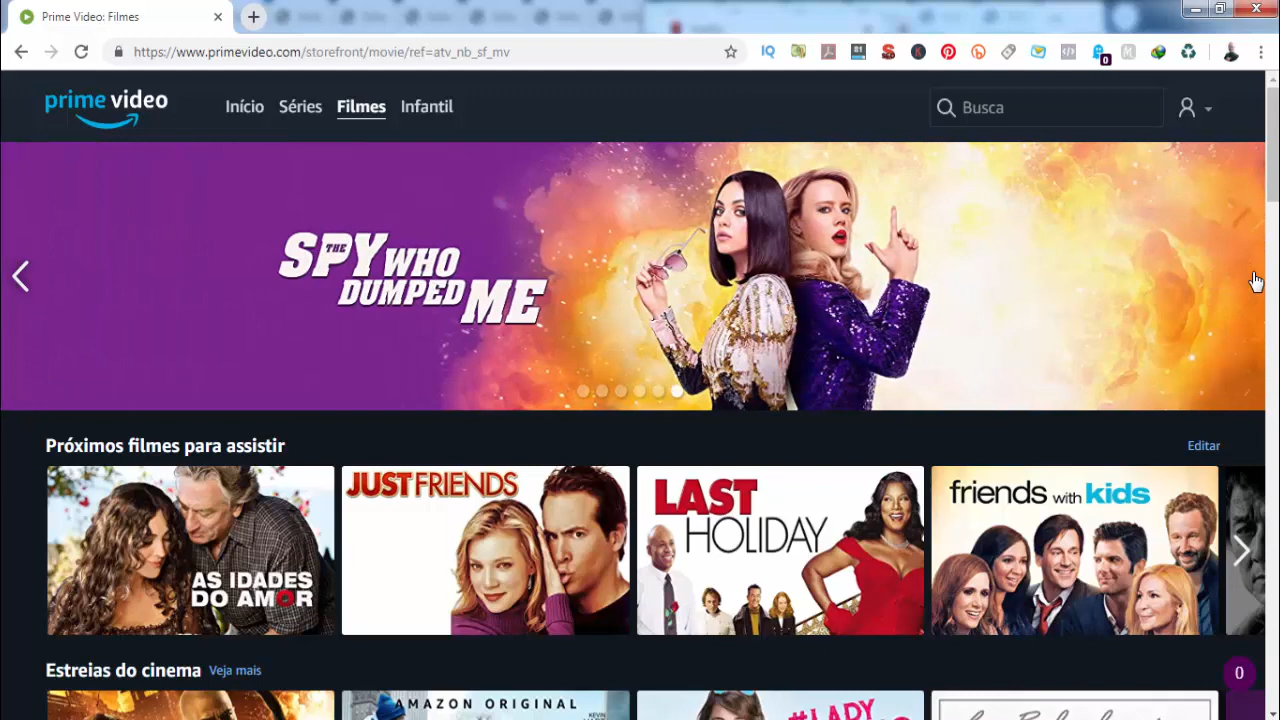 Prime Video: Filmes
https://www.primevideo.com/storefront/movie/ref=atv_nb_sf_mv
0
prime video
Início Séries Filmes Infantil
Busca
THE SPY WHO DUMPED ME
Próximos filmes para assistir
Editar
AS IDADES
DO AMOR
JUST FRIENDS
LAST
HOLIDAY
friends with kids
Estreias do cinema Veja mais
0
AMAZON ORIGINAL
#LADY